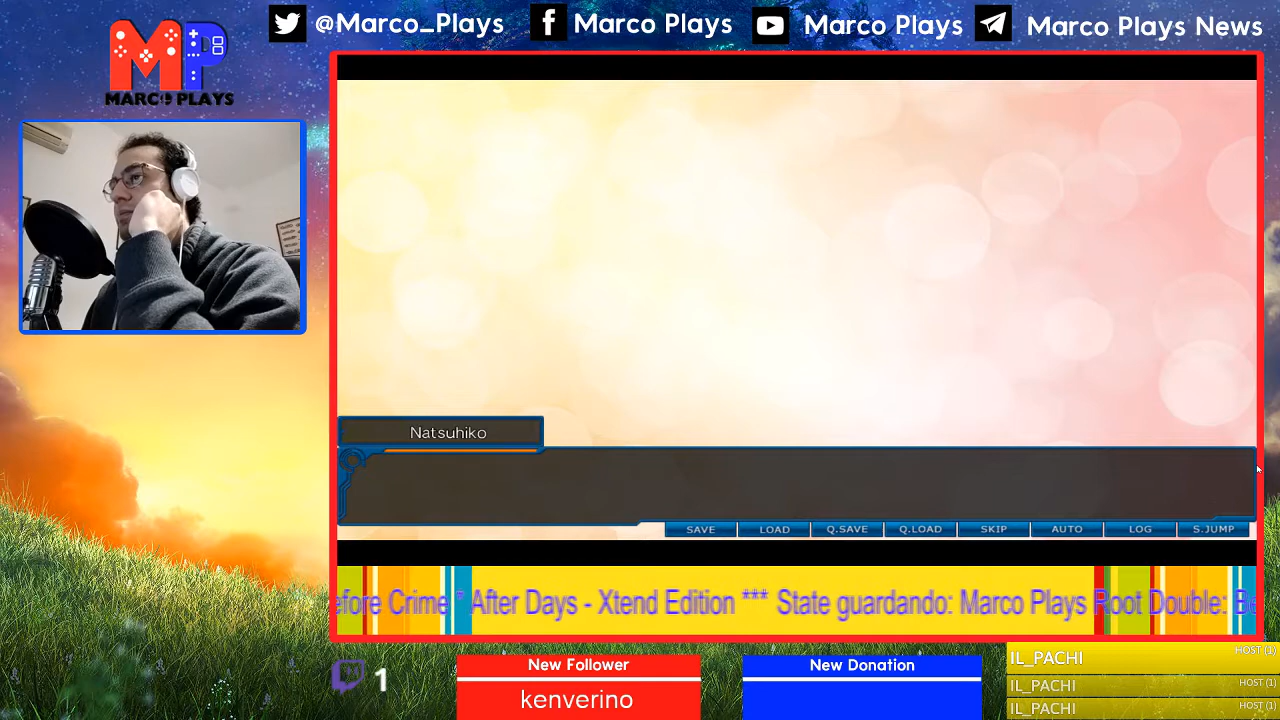 @Marco_Plays
Marco Plays
Marco Plays
Marco Plays News
MP
MARCO PLAYS
Natsuhiko
SAVE
LOAD
Q.SAVE
Q.LOAD
SKIP
AUTO
LOG
S.JUMP
efore Crime * After Days - Xtend Edition *** State guardando: Marco Plays Root Double: Be
1
New Follower
kenverino
New Donation
IL_PACHI HOST (1)
IL_PACHI HOST (1)
IL_PACHI HOST (1)